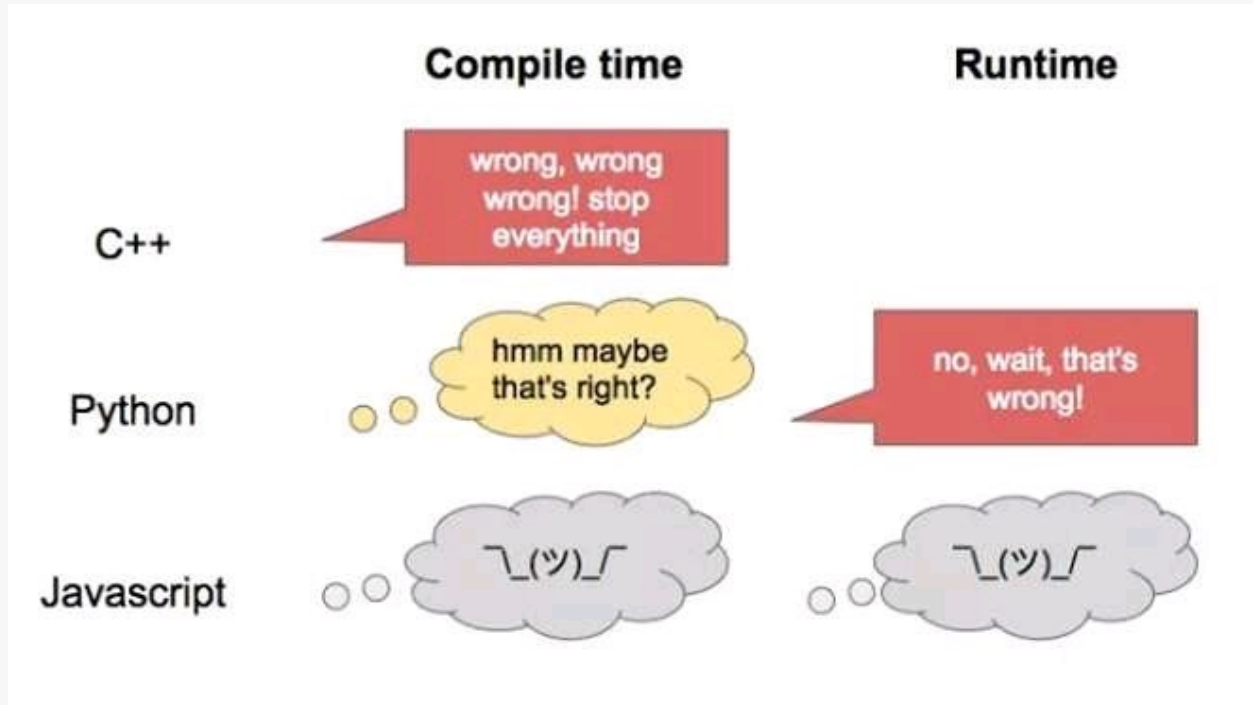 Compile time
Runtime
C++
wrong, wrong
wrong! stop
everything
Python
hmm maybe
that's right?
no, wait, that's
wrong!
Javascript
¯\_(ツ)_/¯
¯\_(ツ)_/¯